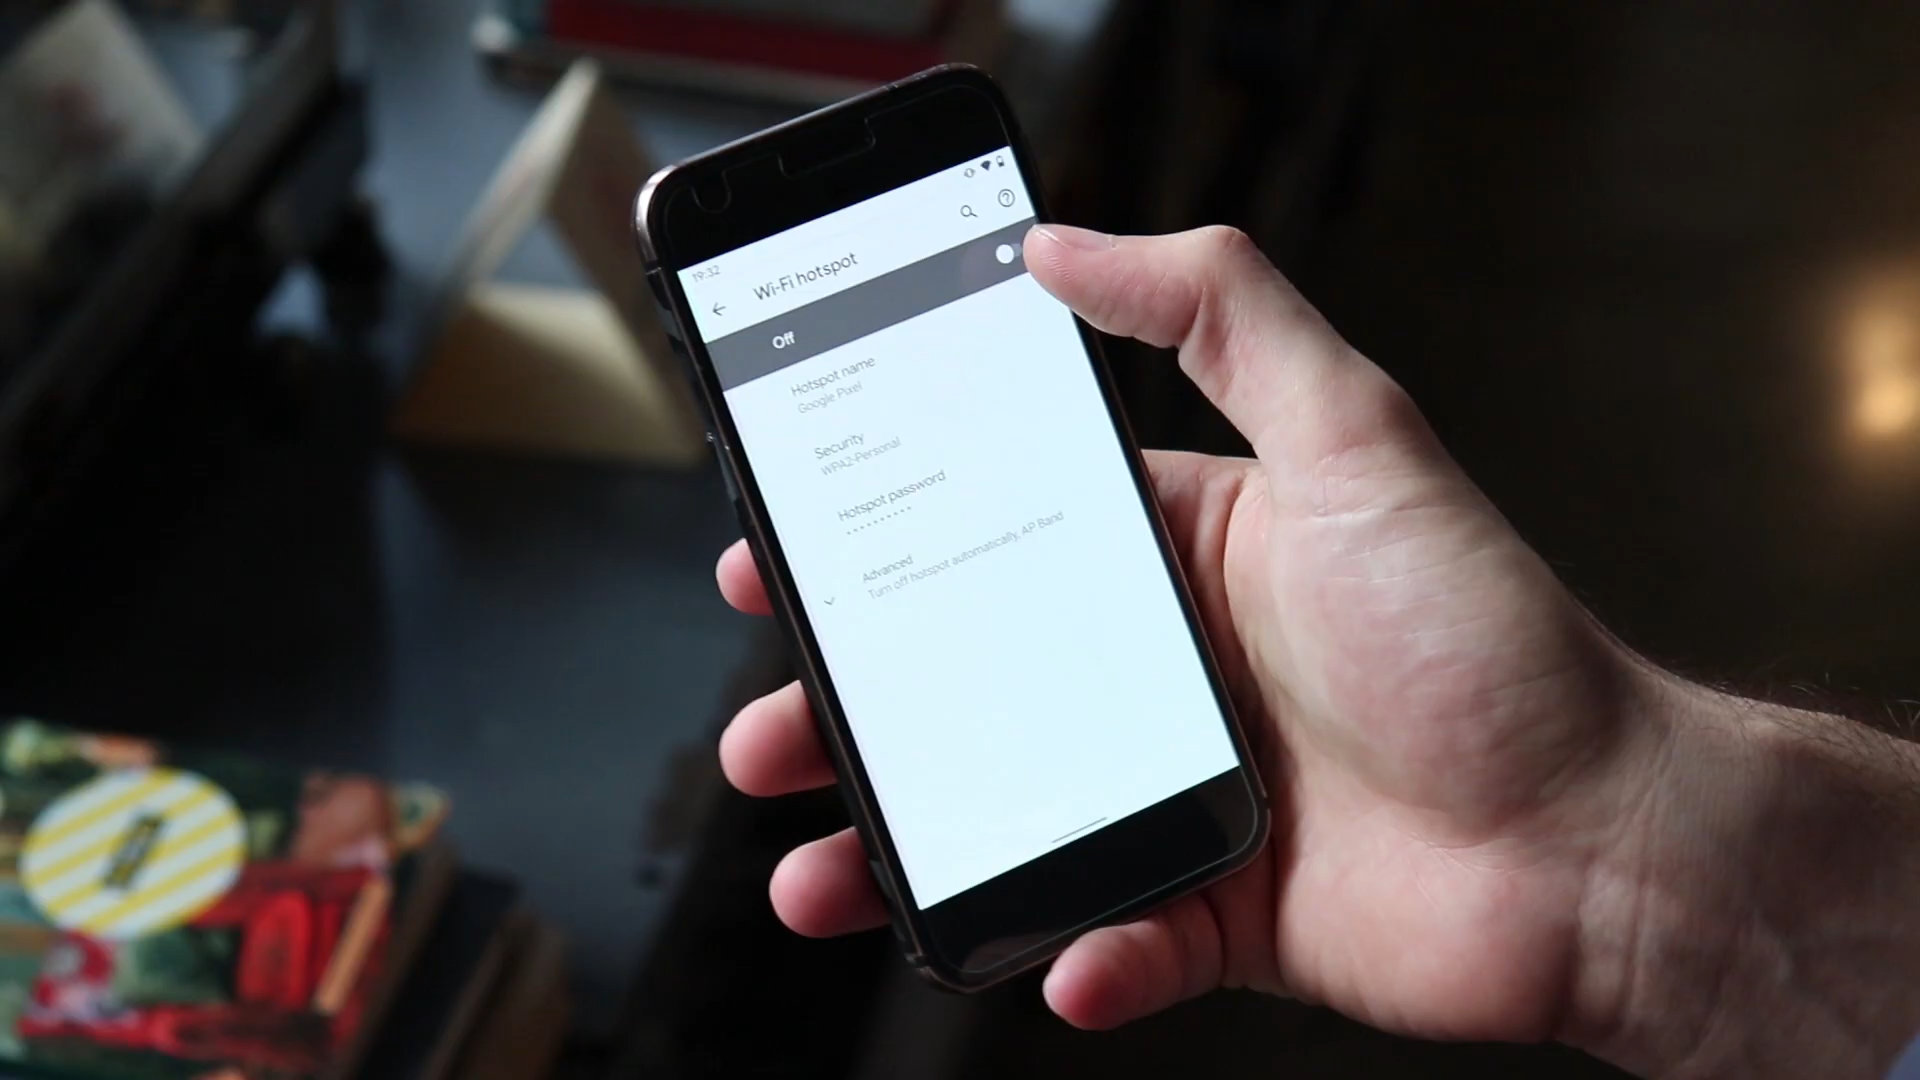 19:32
Wi-Fi hotspot
Off
Hotspot name
Google Pixel
Security
WPA2-Personal
Hotspot password
••••••••••
Advanced
Turn off hotspot automatically, AP Band